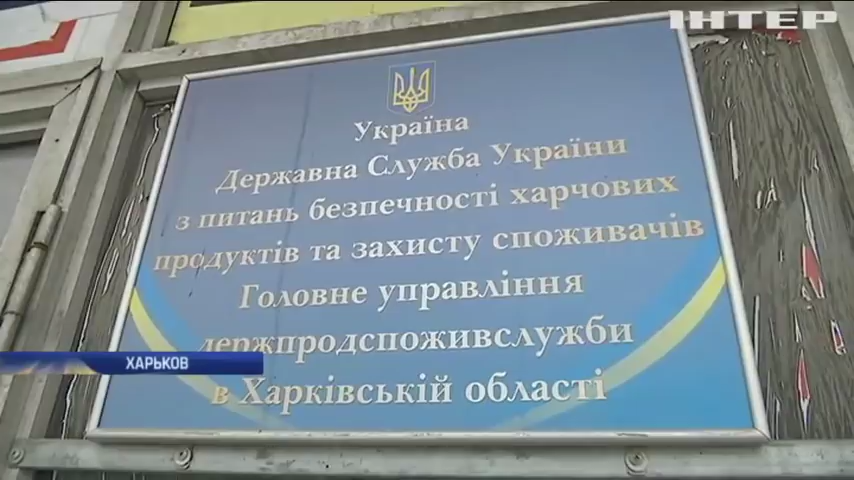 ІНТЕР
Україна
Державна Служба України
з питань безпечності харчових
продуктів та захисту споживачів
Головне управління
держпродспоживслужби
в Харківській області
ХАРЬКОВ